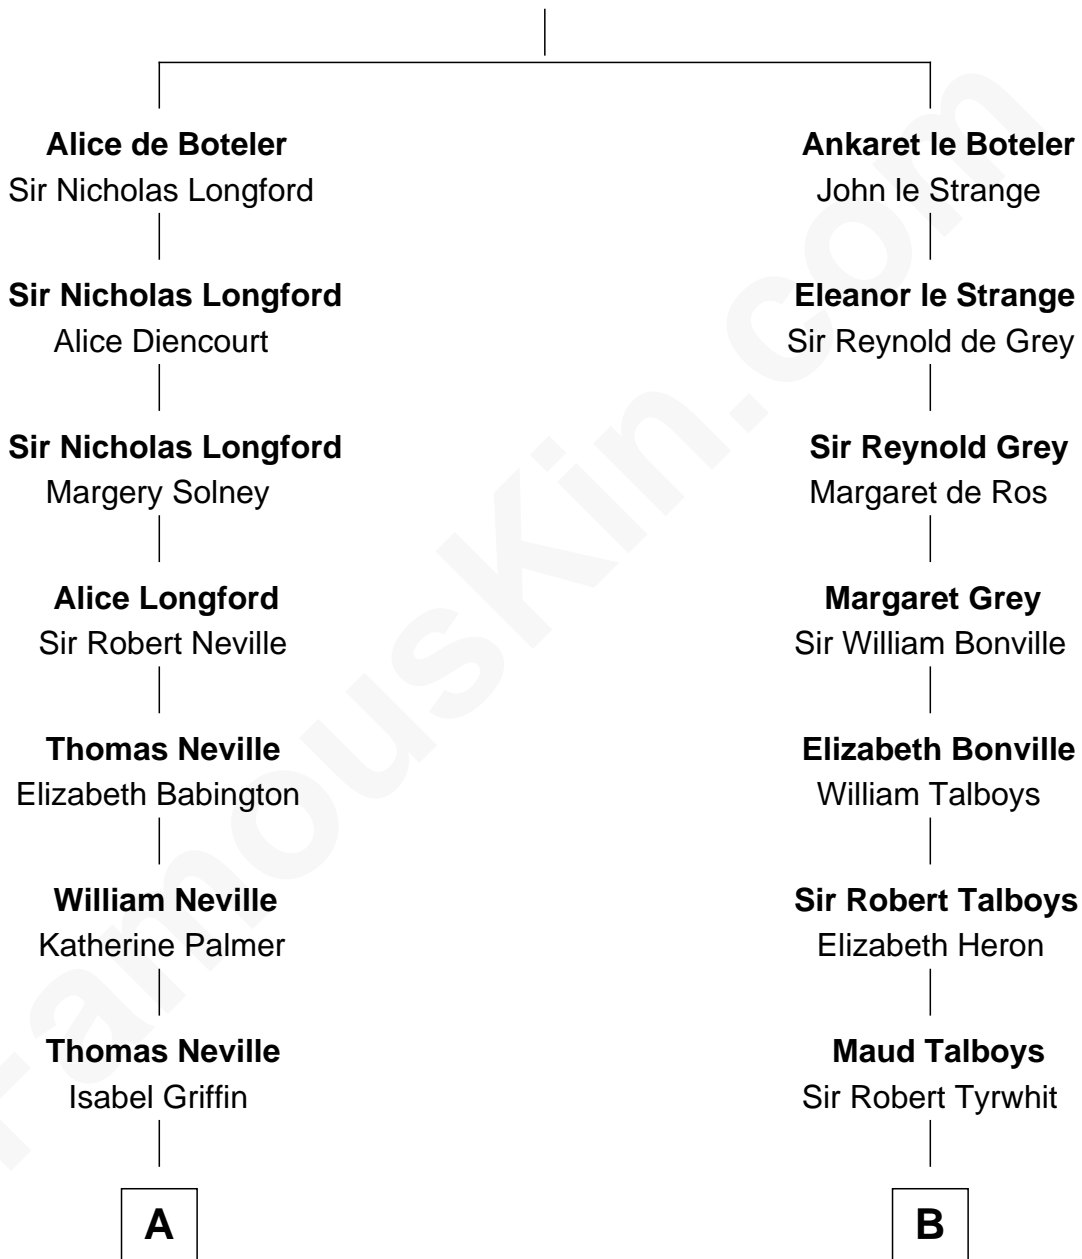 Alice de Boteler
Sir Nicholas Longford
Sir Nicholas Longford
Alice Diencourt
Sir Nicholas Longford
Margery Solney
Alice Longford
Sir Robert Neville
Thomas Neville
Elizabeth Babington
William Neville
Katherine Palmer
Thomas Neville
Isabel Griffin
A
Ankaret le Boteler
John le Strange
Eleanor le Strange
Sir Reynold de Grey
Sir Reynold Grey
Margaret de Ros
Margaret Grey
Sir William Bonville
Elizabeth Bonville
William Talboys
Sir Robert Talboys
Elizabeth Heron
Maud Talboys
Sir Robert Tyrwhit
B
FamousKin.com